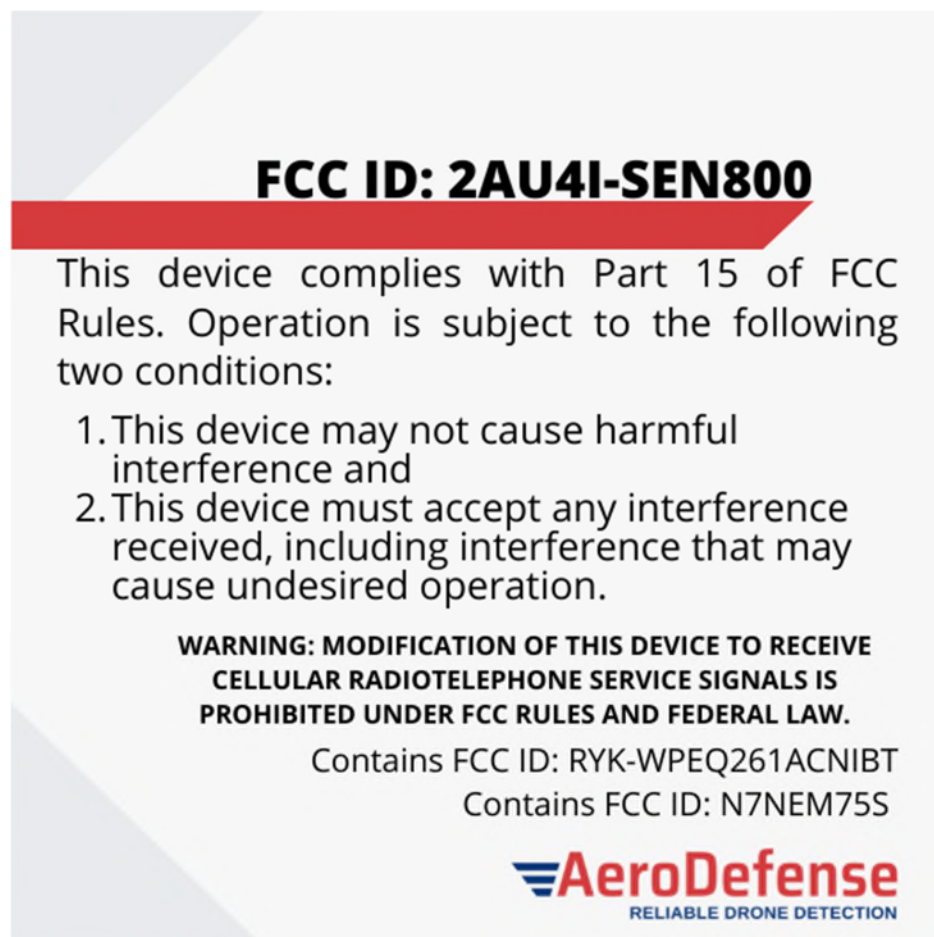 FCC ID: 2AU4I-SEN800
This device complies with Part 15 of FCC
Rules. Operation is subject to the following
two conditions:
1. This device may not cause harmful
interference and
2. This device must accept any interference
received, including interference that may
cause undesired operation.
WARNING: MODIFICATION OF THIS DEVICE TO RECEIVE
CELLULAR RADIOTELEPHONE SERVICE SIGNALS IS
PROHIBITED UNDER FCC RULES AND FEDERAL LAW.
Contains FCC ID: RYK-WPEQ261ACNIBT
Contains FCC ID: N7NEM75S
AeroDefense
RELIABLE DRONE DETECTION